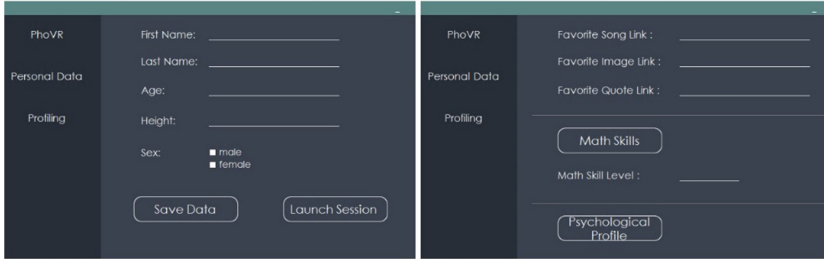 PhoVR
Personal Data
Profiling
First Name:
Last Name:
Age:
Height:
Sex:
male
female
Save Data
Launch Session
PhoVR
Personal Data
Profiling
Favorite Song Link :
Favorite Image Link :
Favorite Quote Link :
Math Skills
Math Skill Level :
Psychological
Profile